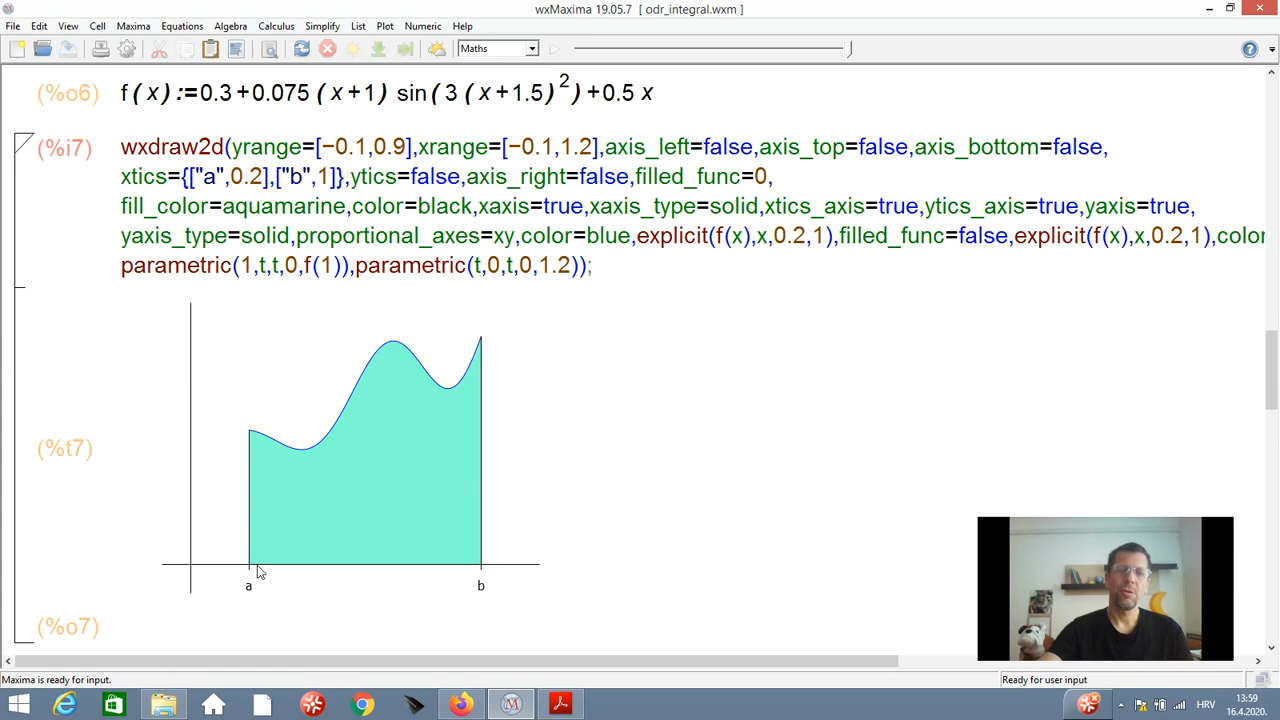 wxMaxima 19.05.7 [ odr_integral.wxm ]
File Edit View Cell Maxima Equations Algebra Calculus Simplify List Plot Numeric Help
Maths
(%o6) f(x):=0.3+0.075 (x+1) sin(3 (x+1.5)²)+0.5 x
(%i7) wxdraw2d(yrange=[−0.1,0.9],xrange=[−0.1,1.2],axis_left=false,axis_top=false,axis_bottom=false,
xtics={["a",0.2],["b",1]},ytics=false,axis_right=false,filled_func=0,
fill_color=aquamarine,color=black,xaxis=true,xaxis_type=solid,xtics_axis=true,ytics_axis=true,yaxis=true,
yaxis_type=solid,proportional_axes=xy,color=blue,explicit(f(x),x,0.2,1),filled_func=false,explicit(f(x),x,0.2,1),color
parametric(1,t,t,0,f(1)),parametric(t,0,t,0,1.2));
(%t7)
a b
(%o7)
Maxima is ready for input. Ready for user input
HRV
13:59
16.4.2020.